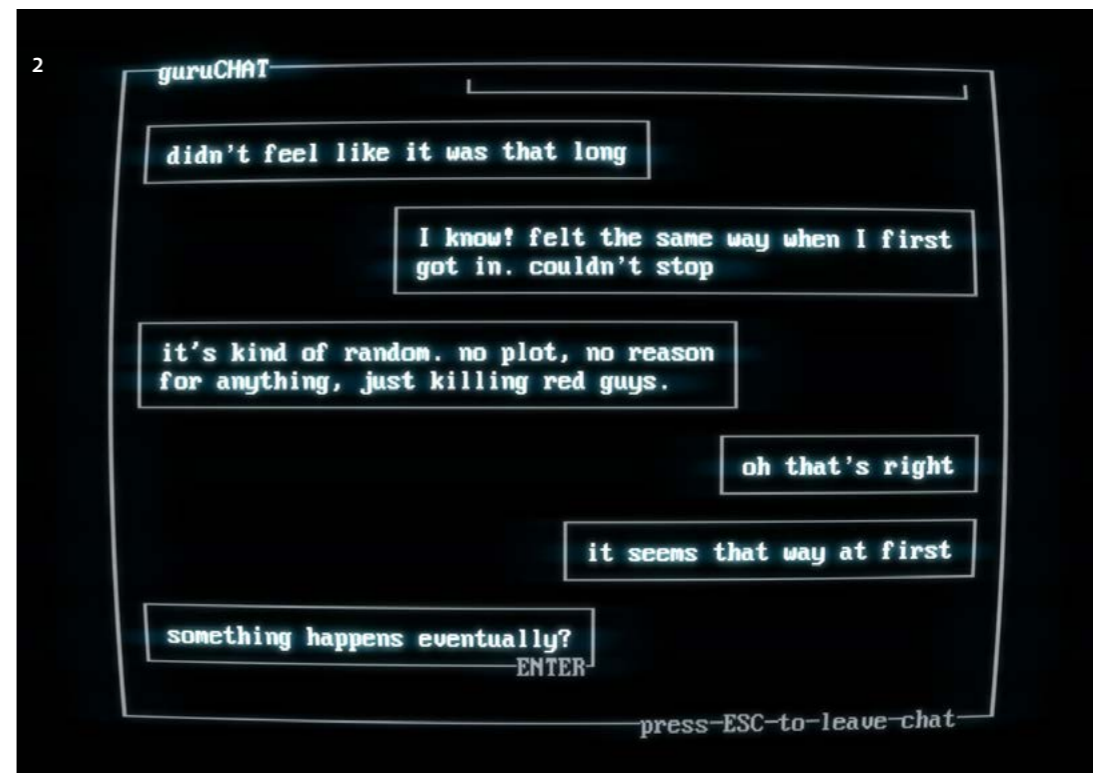 2
guruCHAT
didn't feel like it was that long
I know! felt the same way when I first
got in. couldn't stop
it's kind of random. no plot, no reason
for anything, just killing red guys.
oh that's right
it seems that way at first
something happens eventually?
ENTER
press-ESC-to-leave-chat